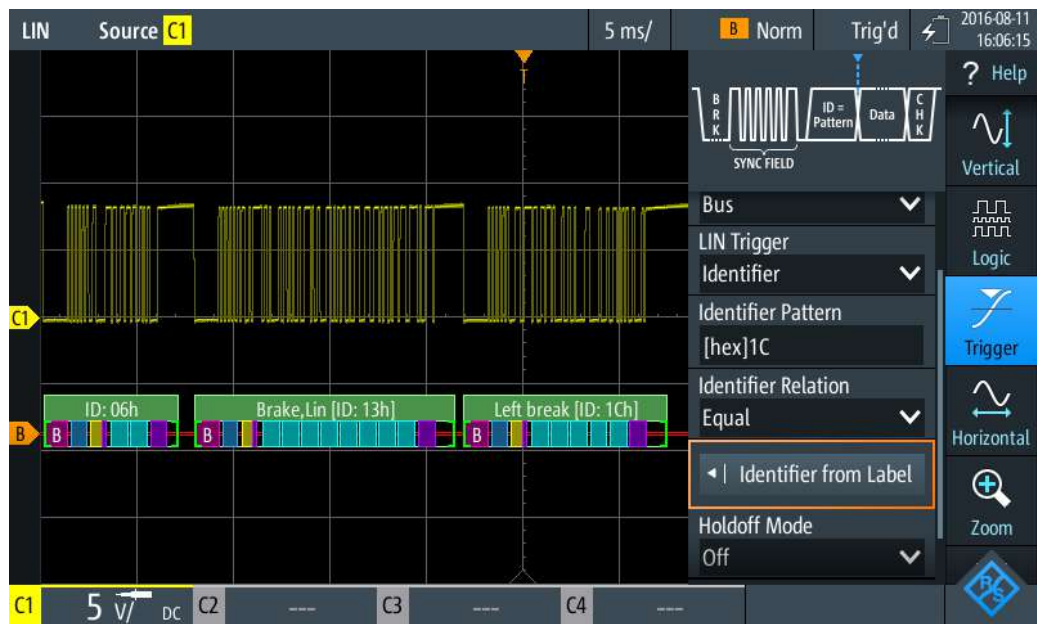 LIN Source C1 5 ms/ B Norm Trig'd 2016-08-11
16:06:15
T
? Help
B
R
K
ID =
Pattern
Data
C
H
K
SYNC FIELD
Vertical
Bus
LIN Trigger
Identifier
Logic
Identifier Pattern
[hex]1C
Trigger
C1
Identifier Relation
Equal
ID: 06h Brake,Lin [ID: 13h] Left break [ID: 1Ch]
B B B B
Horizontal
Identifier from Label
Holdoff Mode
Off
Zoom
C1 5 V/ DC C2 --- C3 --- C4 ---
R/S